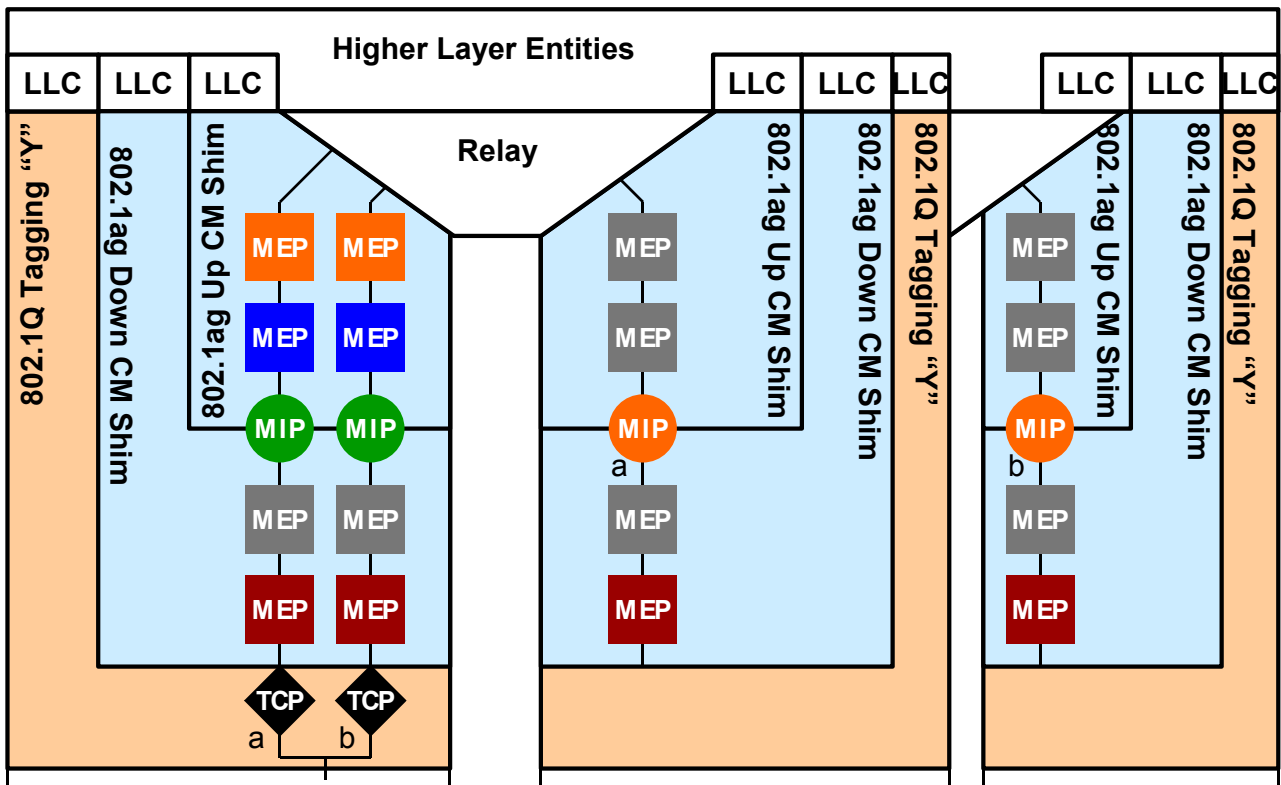 Higher Layer Entities
LLC LLC LLC LLC LLC LLC LLC LLC LLC
Relay
802.1Q Tagging “Y”
802.1ag Down CM Shim
802.1ag Up CM Shim
MEP MEP
MEP MEP
MIP MIP
MEP MEP
MEP MEP
TCP TCP
a b
MEP
MEP
MIP
a
MEP
MEP
802.1ag Up CM Shim
802.1ag Down CM Shim
802.1Q Tagging “Y”
MEP
MEP
MIP
b
MEP
MEP
802.1ag Up CM Shim
802.1ag Down CM Shim
802.1Q Tagging “Y”